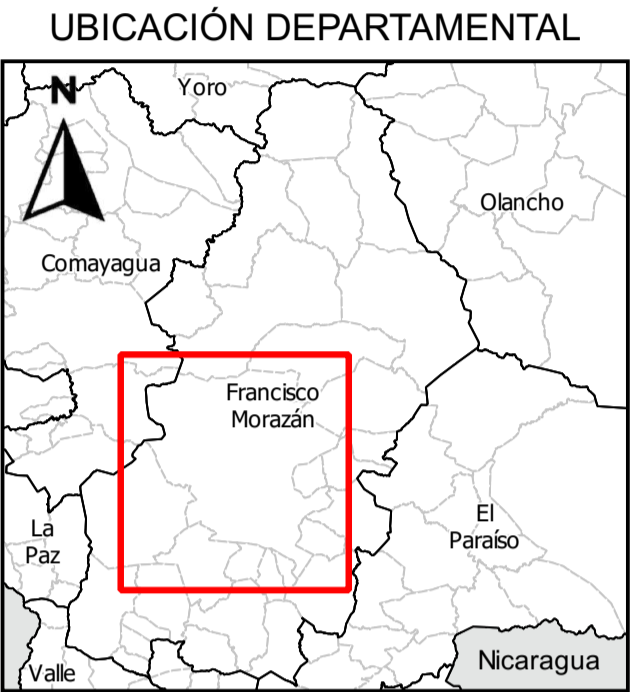 UBICACIÓN DEPARTAMENTAL
N
Yoro
Olancho
Comayagua
Francisco
Morazán
El
Paraíso
La
Paz
Nicaragua
Valle